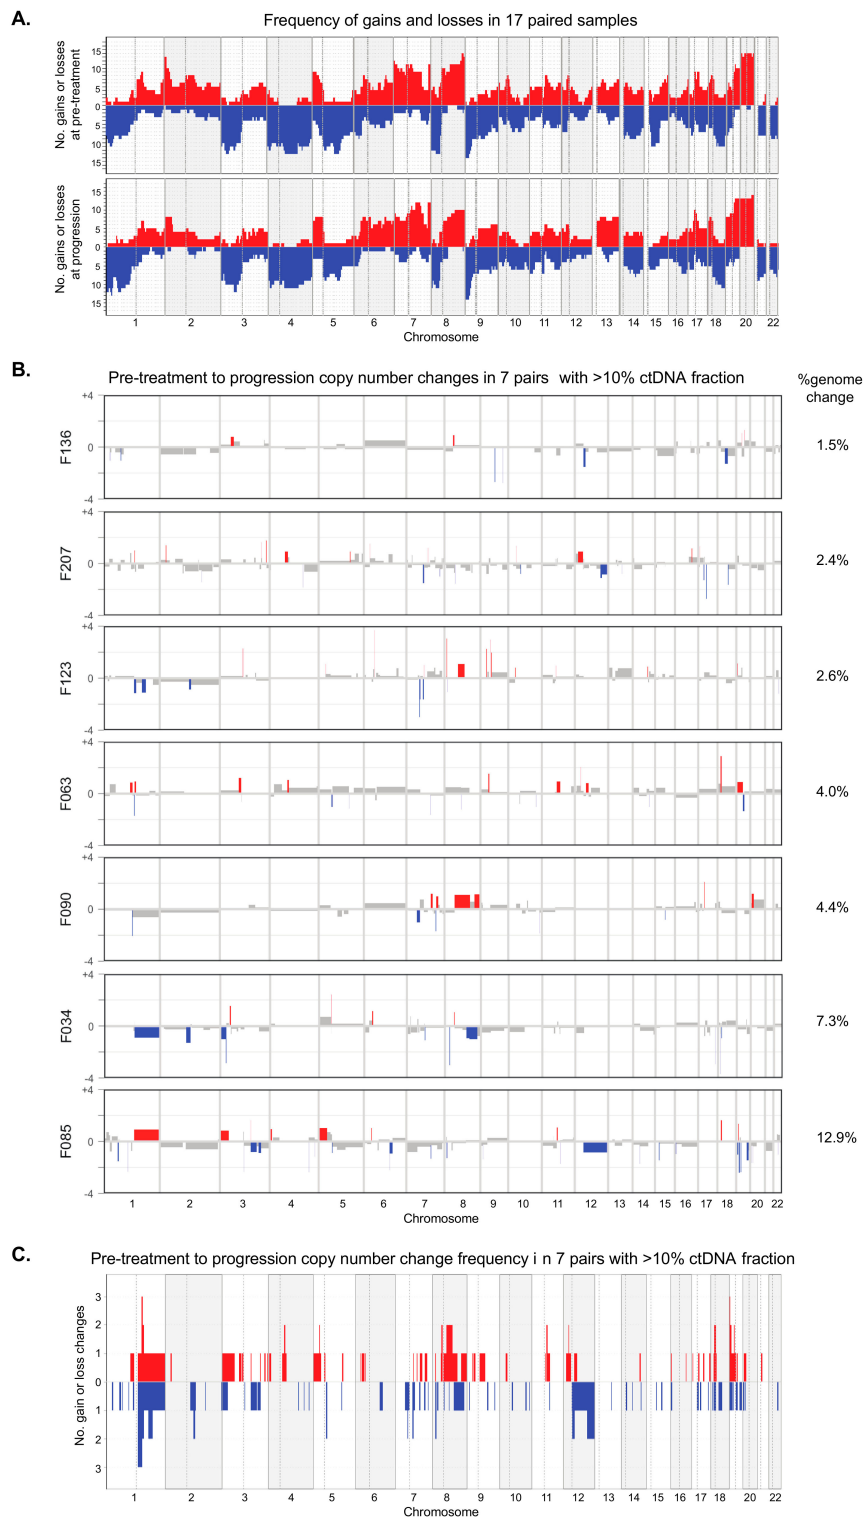 A.
Frequency of gains and losses in 17 paired samples
No. gains or losses
at pre-treatment
15
10
5
0
5
10
15
No. gains or losses
at progression
15
10
5
0
5
10
15
1 2 3 4 5 6 7 8 9 10 11 12 13 14 15 16 17 18 20 22
Chromosome
B.
Pre-treatment to progression copy number changes in 7 pairs with >10% ctDNA fraction
%genome
change
F136
+4
0
-4
1.5%
F207
+4
0
-4
2.4%
F123
+4
0
-4
2.6%
F063
+4
0
-4
4.0%
F090
+4
0
-4
4.4%
F034
+4
0
-4
7.3%
F085
+4
0
-4
12.9%
1 2 3 4 5 6 7 8 9 10 11 12 13 14 15 16 17 18 20 22
Chromosome
C.
Pre-treatment to progression copy number change frequency i n 7 pairs with >10% ctDNA fraction
No. gain or loss changes
3
2
1
0
1
2
3
1 2 3 4 5 6 7 8 9 10 11 12 13 14 15 16 17 18 20 22
Chromosome